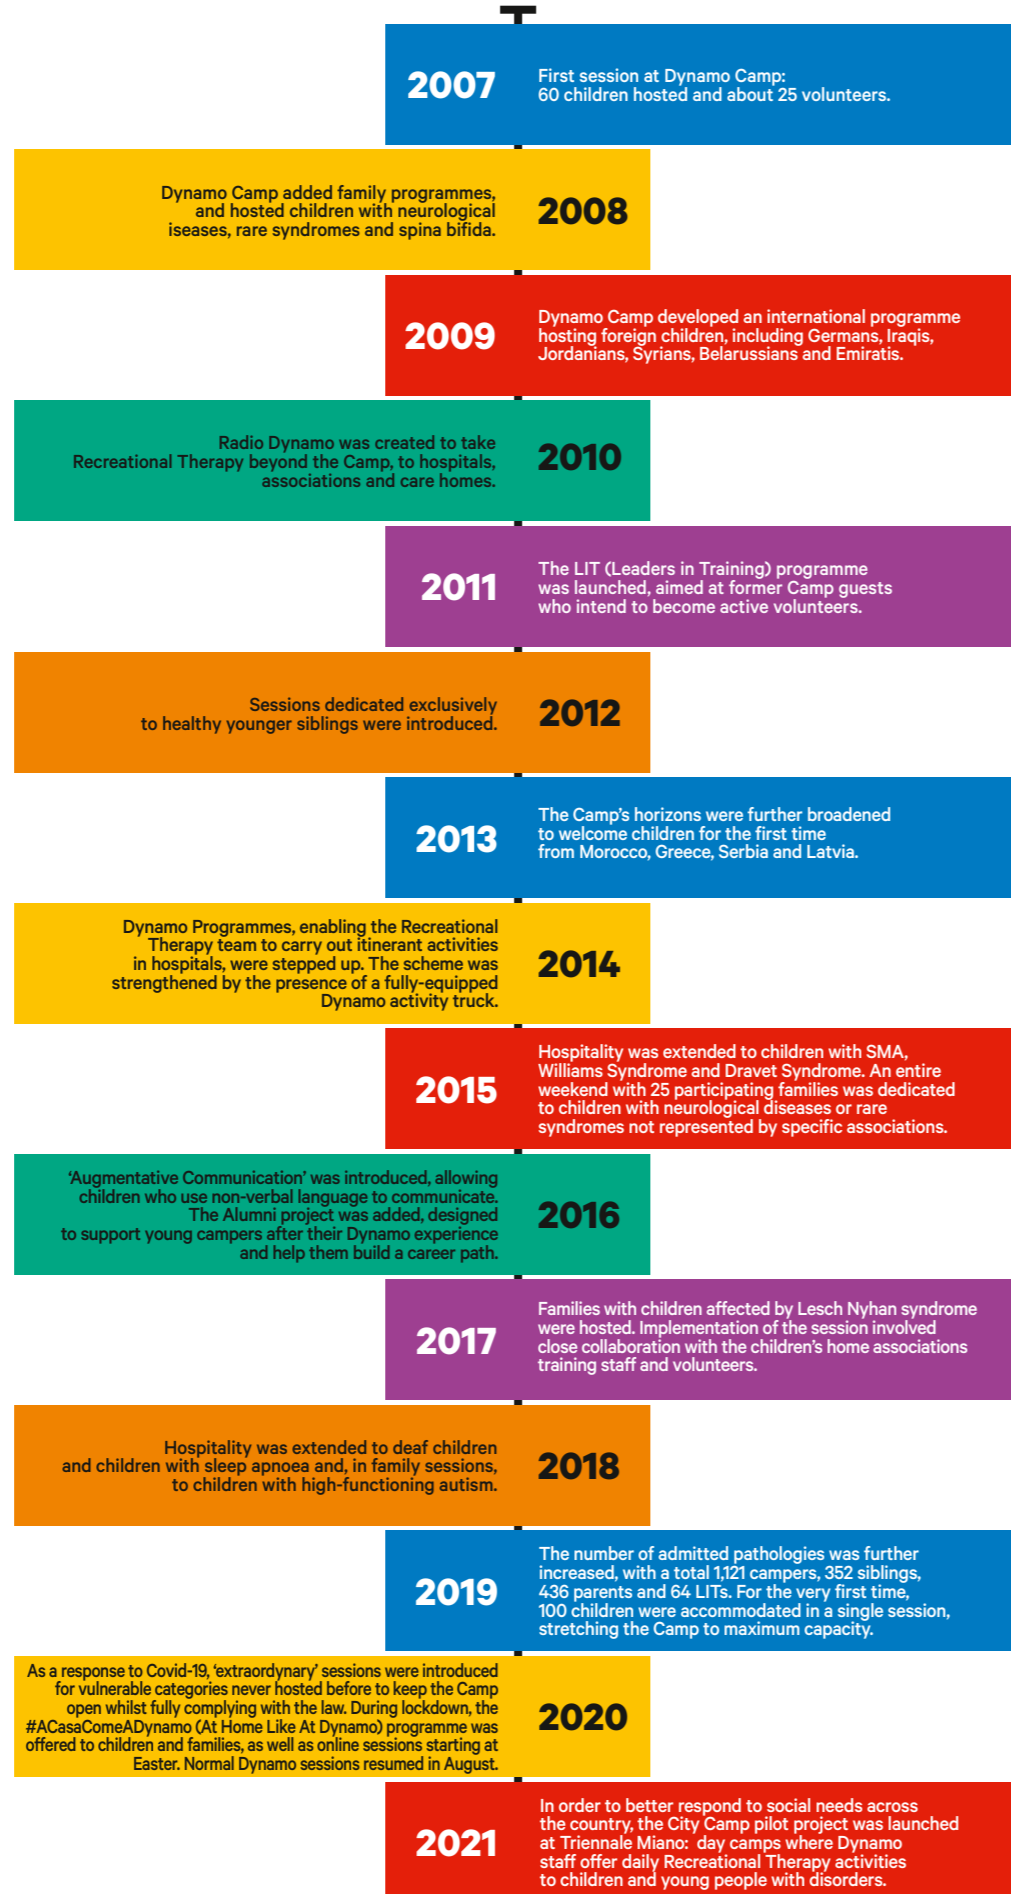 2007
First session at Dynamo Camp:
60 children hosted and about 25 volunteers.
Dynamo Camp added family programmes,
and hosted children with neurological
iseases, rare syndromes and spina bifida.
2008
2009
Dynamo Camp developed an international programme
hosting foreign children, including Germans, Iraqis,
Jordanians, Syrians, Belarussians and Emiratis.
Radio Dynamo was created to take
Recreational Therapy beyond the Camp, to hospitals,
associations and care homes.
2010
2011
The LIT (Leaders in Training) programme
was launched, aimed at former Camp guests
who intend to become active volunteers.
Sessions dedicated exclusively
to healthy younger siblings were introduced.
2012
2013
The Camp's horizons were further broadened
to welcome children for the first time
from Morocco, Greece, Serbia and Latvia.
Dynamo Programmes, enabling the Recreational
Therapy team to carry out itinerant activities
in hospitals, were stepped up. The scheme was
strengthened by the presence of a fully-equipped
Dynamo activity truck.
2014
2015
Hospitality was extended to children with SMA,
Williams Syndrome and Dravet Syndrome. An entire
weekend with 25 participating families was dedicated
to children with neurological diseases or rare
syndromes not represented by specific associations.
'Augmentative Communication' was introduced, allowing
children who use non-verbal language to communicate.
The Alumni project was added, designed
to support young campers after their Dynamo experience
and help them build a career path.
2016
2017
Families with children affected by Lesch Nyhan syndrome
were hosted. Implementation of the session involved
close collaboration with the children's home associations
training staff and volunteers.
Hospitality was extended to deaf children
and children with sleep apnoea and, in family sessions,
to children with high-functioning autism.
2018
2019
The number of admitted pathologies was further
increased, with a total 1,121 campers, 352 siblings,
436 parents and 64 LITs. For the very first time,
100 children were accommodated in a single session,
stretching the Camp to maximum capacity.
As a response to Covid-19, 'extraordynary' sessions were introduced
for vulnerable categories never hosted before to keep the Camp
open whilst fully complying with the law. During lockdown, the
#ACasaComeADynamo (At Home Like At Dynamo) programme was
offered to children and families, as well as online sessions starting at
Easter. Normal Dynamo sessions resumed in August.
2020
2021
In order to better respond to social needs across
the country, the City Camp pilot project was launched
at Triennale Miano: day camps where Dynamo
staff offer daily Recreational Therapy activities
to children and young people with disorders.